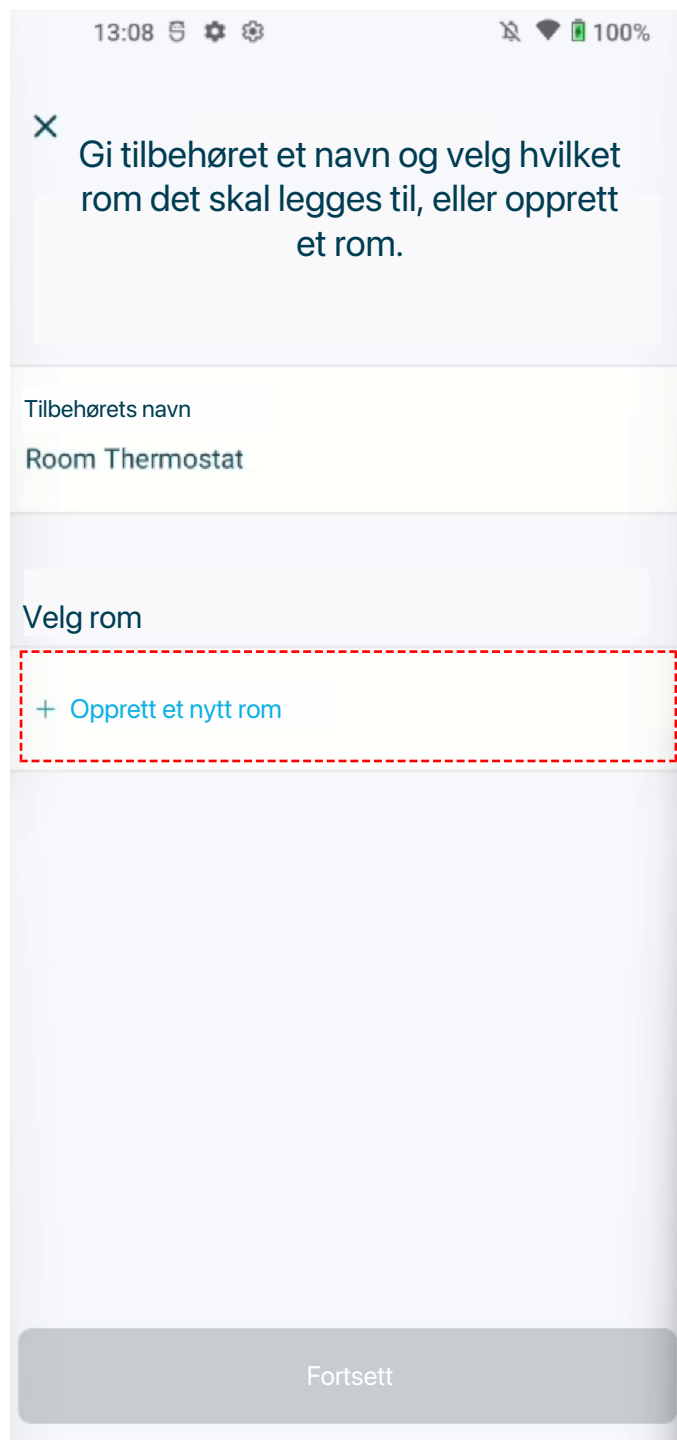 13:08 100%
Gi tilbehøret et navn og velg hvilket
rom det skal legges til, eller opprett
et rom.
Tilbehørets navn
Room Thermostat
Velg rom
+ Opprett et nytt rom
Fortsett